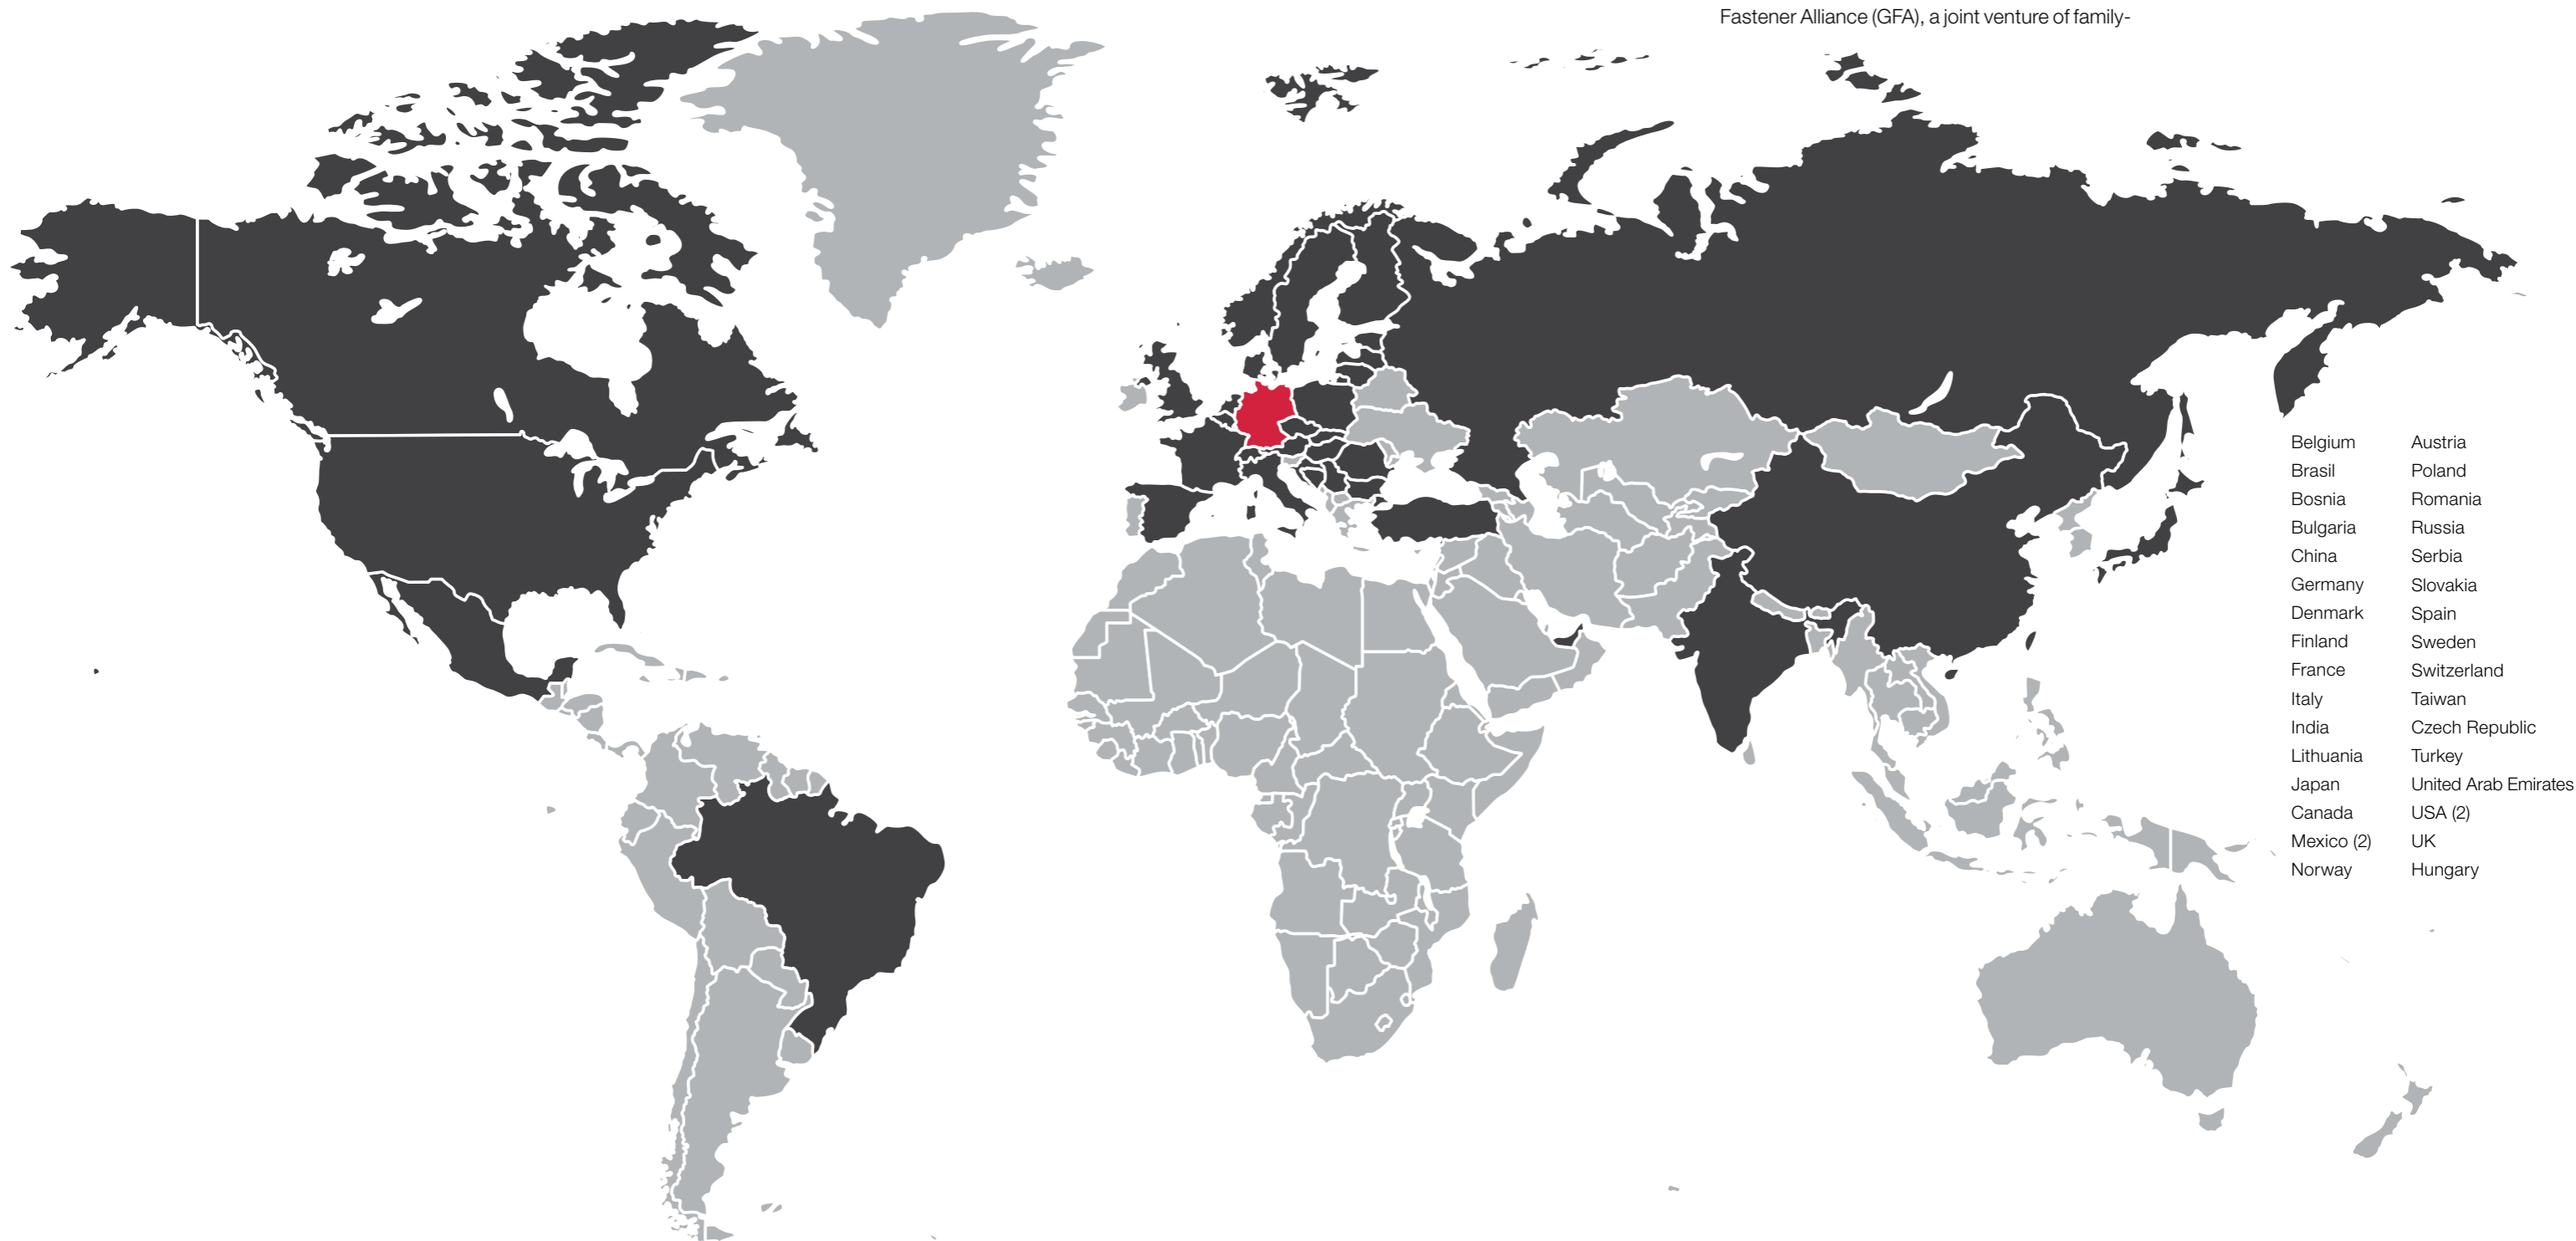 Fastener Alliance (GFA), a joint venture of family-
Belgium
Brasil
Bosnia
Bulgaria
China
Germany
Denmark
Finland
France
Italy
India
Lithuania
Japan
Canada
Mexico (2)
Norway
Austria
Poland
Romania
Russia
Serbia
Slovakia
Spain
Sweden
Switzerland
Taiwan
Czech Republic
Turkey
United Arab Emirates
USA (2)
UK
Hungary